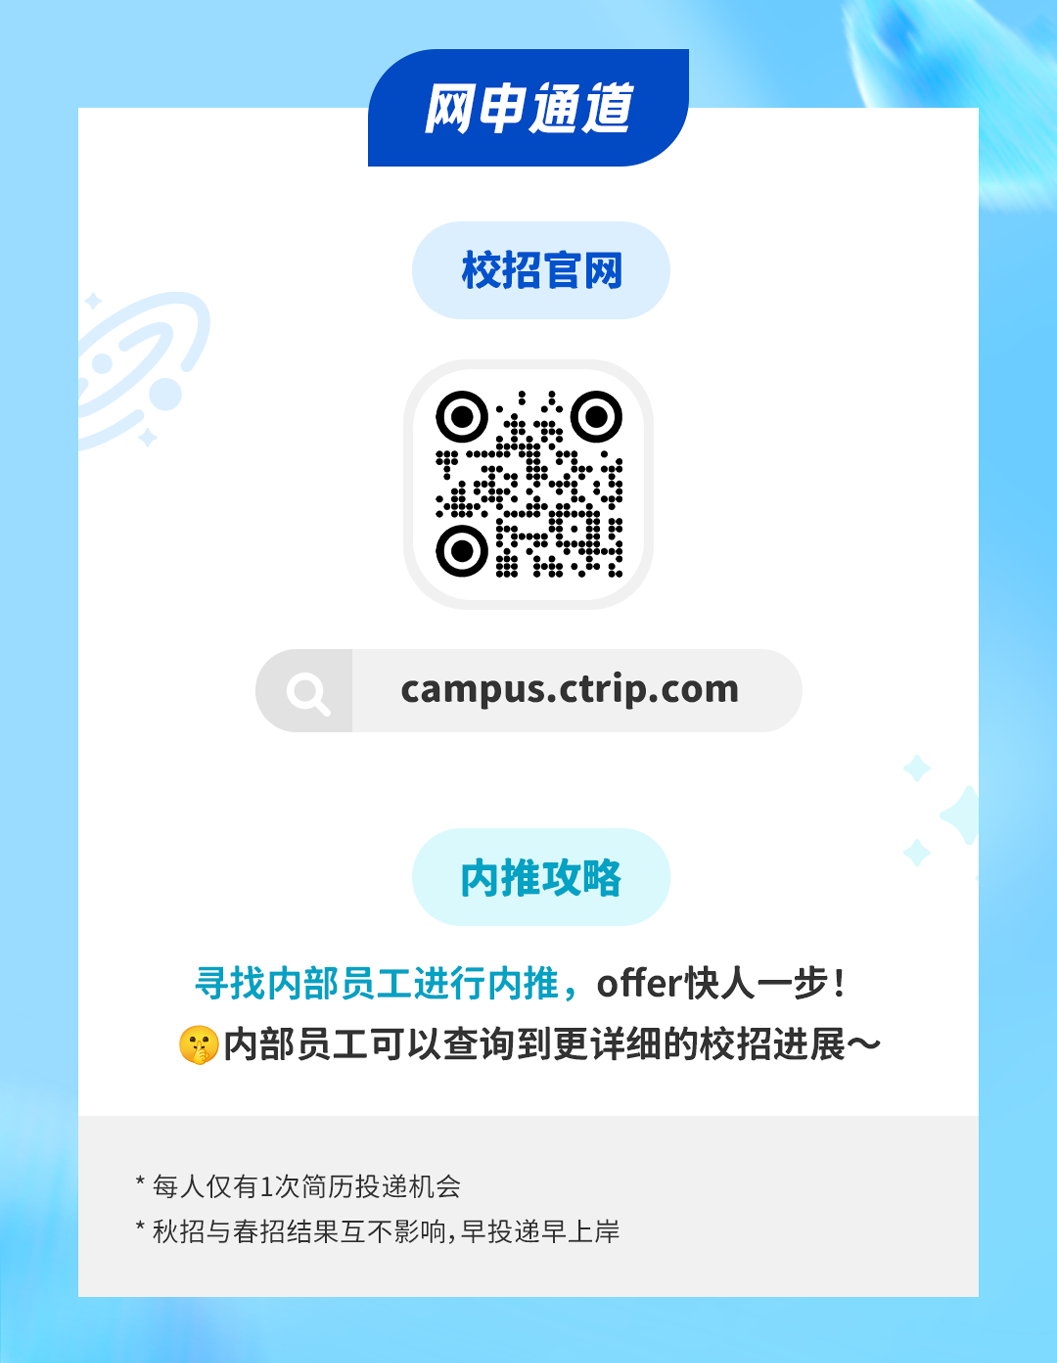 网申通道
校招官网
campus.ctrip.com
内推攻略
寻找内部员工进行内推，offer快人一步！
🤫内部员工可以查询到更详细的校招进展～
* 每人仅有1次简历投递机会
* 秋招与春招结果互不影响，早投递早上岸